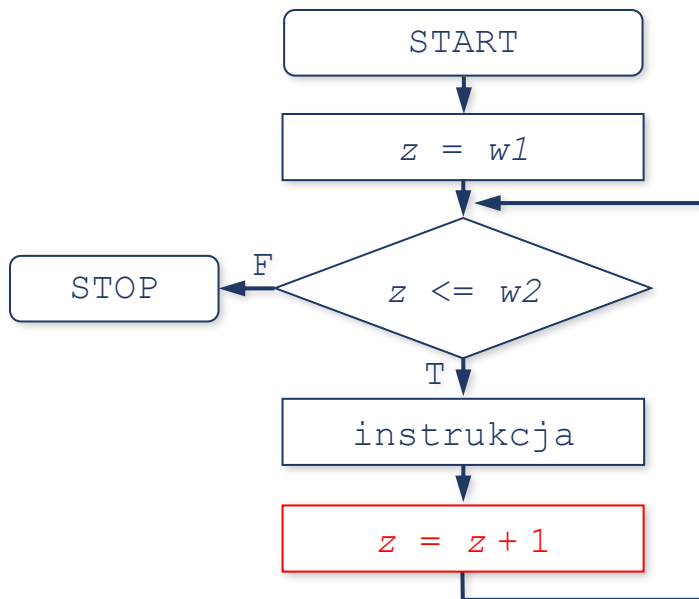 START
z = w1
F
STOP
z <= w2
T
instrukcja
z = z + 1